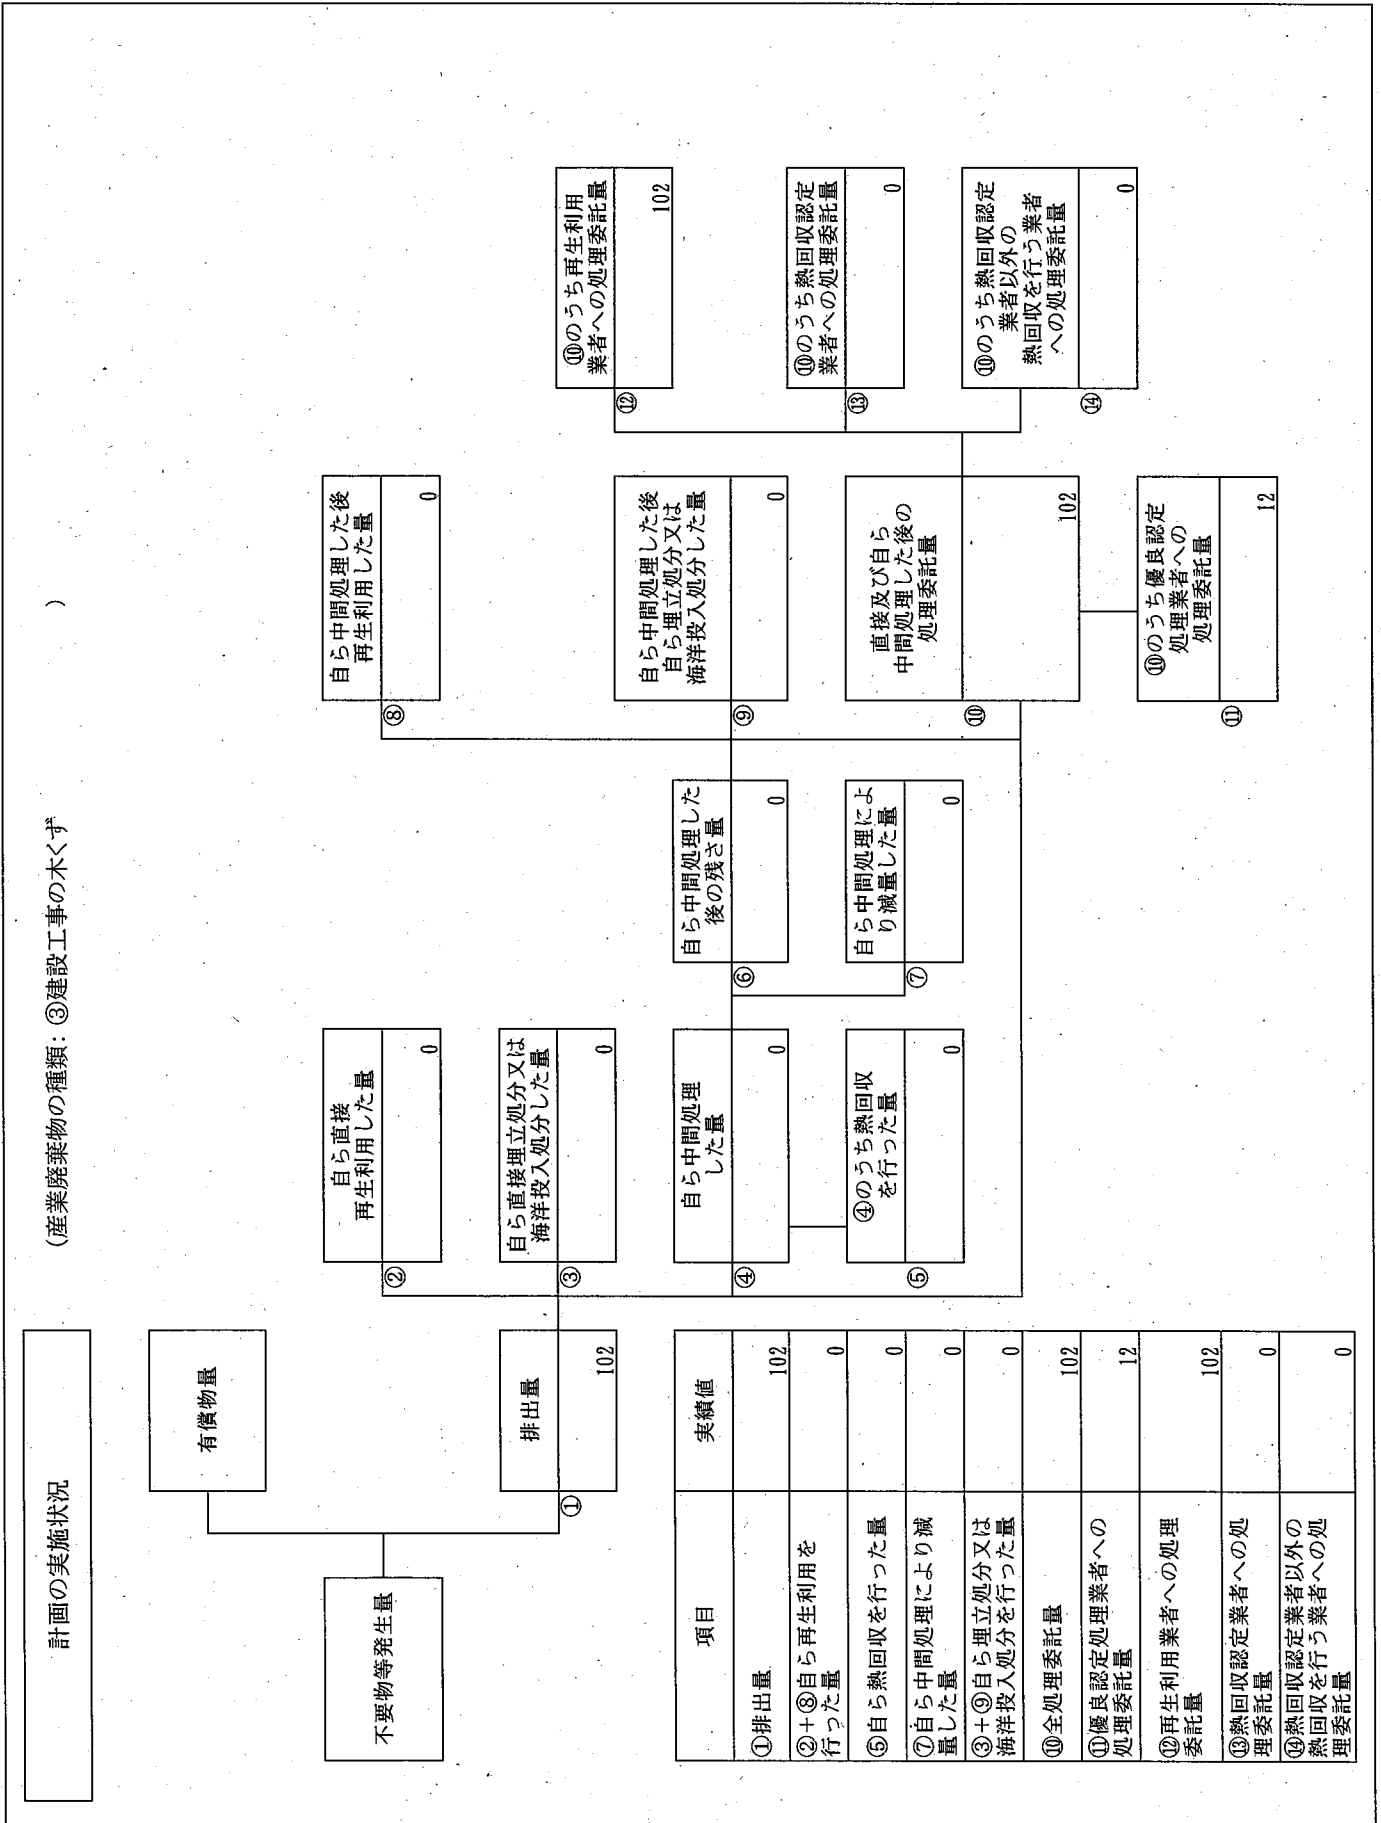 計画の実施状況
(産業廃棄物の種類：③建設工事の木くず
)
不要物等発生量
有償物量
①
排出量
102
②
自ら直接
再生利用した量
0
③
自ら直接埋立処分又は
海洋投入処分した量
0
④
自ら中間処理
した量
0
⑤
④のうち熱回収
を行った量
0
⑥
自ら中間処理した
後の残さ量
0
⑦
自ら中間処理によ
り減量した量
0
⑧
自ら中間処理した後
再生利用した量
0
⑨
自ら中間処理した後
自ら埋立処分又は
海洋投入処分した量
0
⑩
直接及び自ら
中間処理した後の
処理委託量
102
⑪
⑩のうち優良認定
処理業者への
処理委託量
12
⑫
⑩のうち再生利用
業者への処理委託量
102
⑬
⑩のうち熱回収認定
業者への処理委託量
0
⑭
⑩のうち熱回収認定
業者以外の
熱回収を行う業者
への処理委託量
0
項目 実績値
①排出量 102
②+⑧自ら再生利用を
行った量 0
⑤自ら熱回収を行った量 0
⑦自ら中間処理により減
量した量 0
③+⑨自ら埋立処分又は
海洋投入処分を行った量 0
⑩全処理委託量 102
⑪優良認定処理業者への
処理委託量 12
⑫再生利用業者への処理
委託量 102
⑬熱回収認定業者への処
理委託量 0
⑭熱回収認定業者以外の
熱回収を行う業者への処
理委託量 0